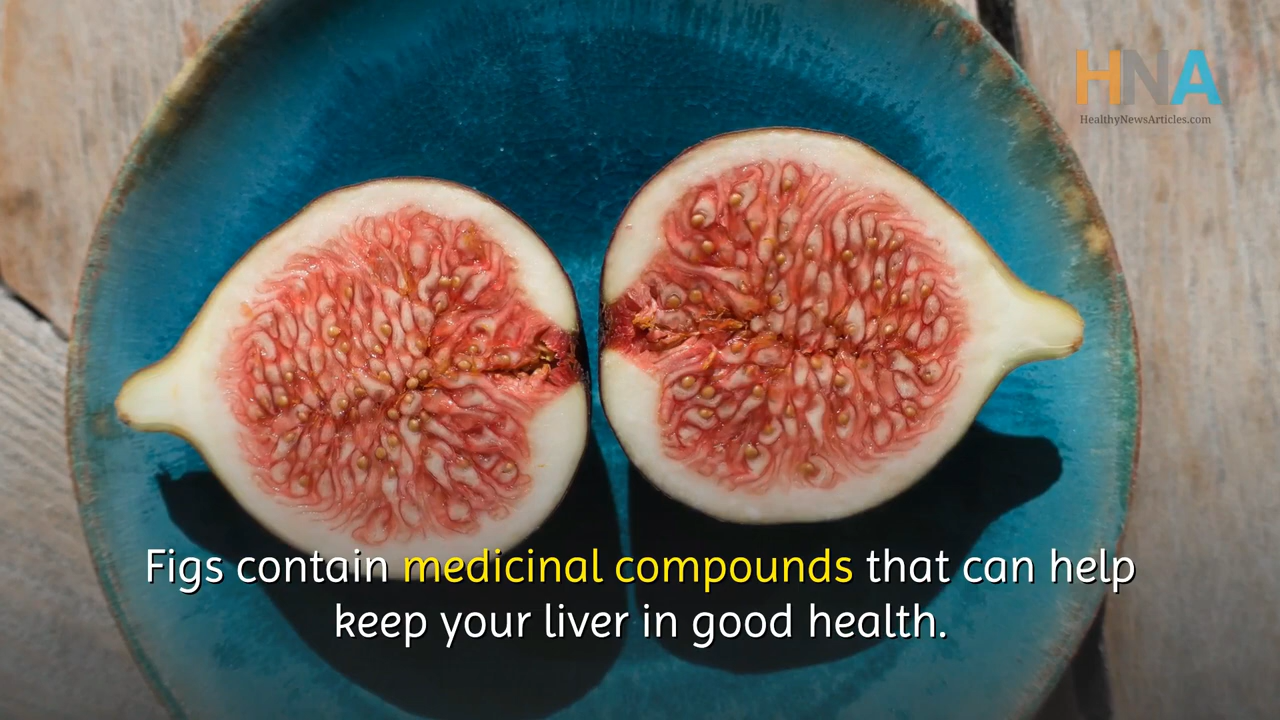 HNA
HealthyNewsArticles.com
Figs contain medicinal compounds that can help
keep your liver in good health.